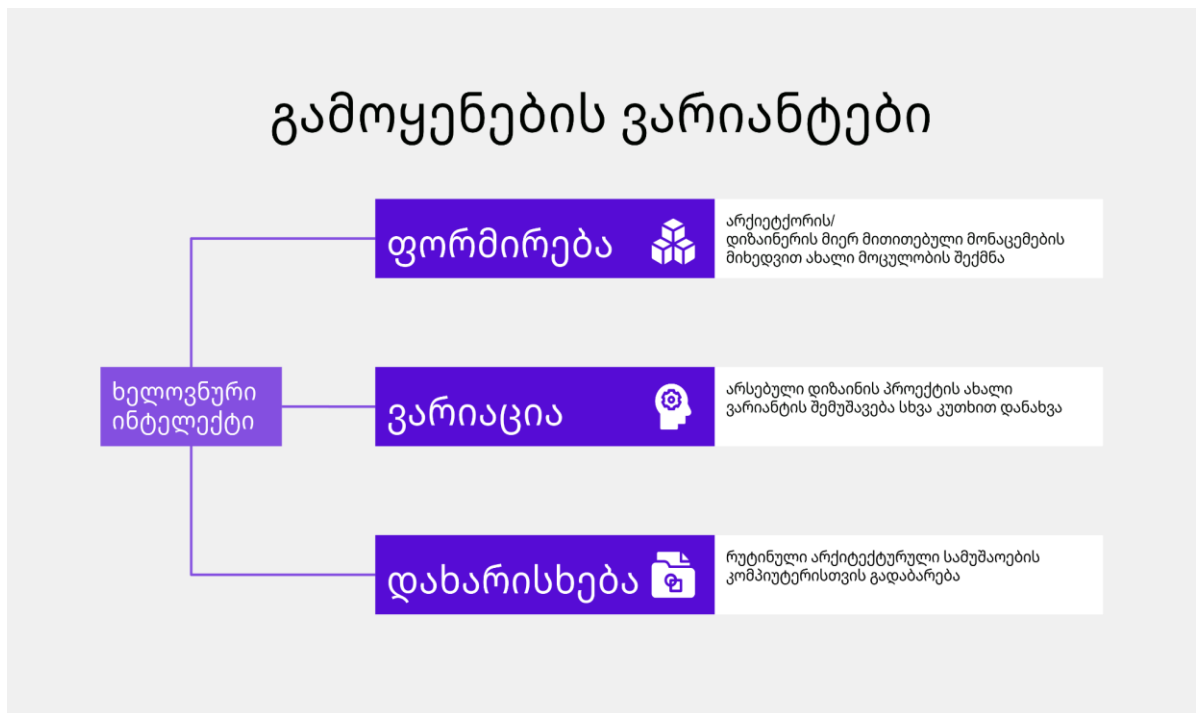 გამოყენების ვარიანტები
ფორმირება
არქიეტქორის/
დიზაინერის მიერ მითითებული მონაცემების
მიხედვით ახალი მოცულობის შექმნა
ხელოვნური
ინტელექტი
ვარიაცია
არსებული დიზაინის პროექტის ახალი
ვარიანტის შემუშავება სხვა კუთხით დანახვა
დახარისხება
რუტინული არქიტექტურული სამუშაოების
კომპიუტერისთვის გადაბარება